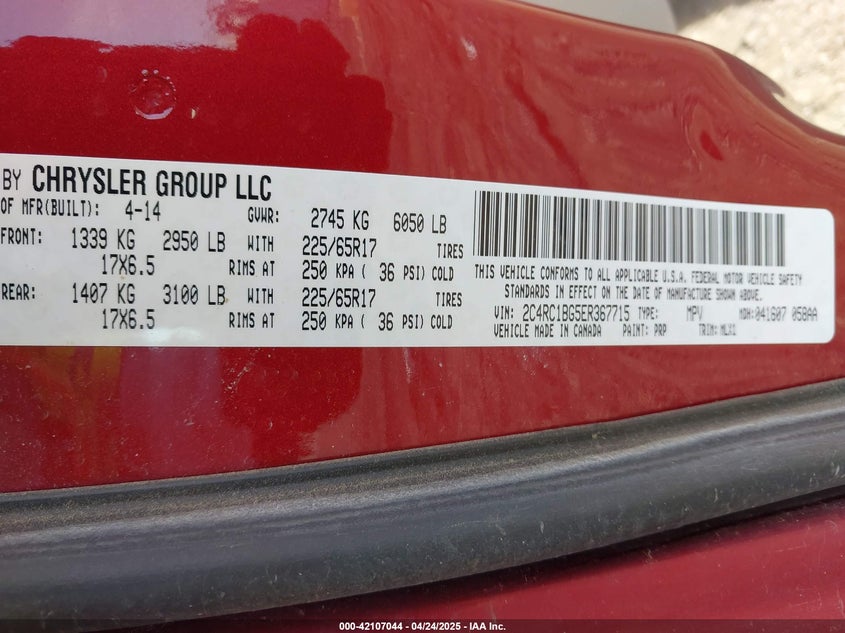 BY CHRYSLER GROUP LLC
OF MFR(BUILT): 4-14 GVWR: 2745 KG 6050 LB
FRONT: 1339 KG 2950 LB WITH 225/65R17 TIRES
17X6.5 RIMS AT 250 KPA ( 36 PSI) COLD
REAR: 1407 KG 3100 LB WITH 225/65R17 TIRES
17X6.5 RIMS AT 250 KPA ( 36 PSI) COLD
THIS VEHICLE CONFORMS TO ALL APPLICABLE U.S.A. FEDERAL MOTOR VEHICLE SAFETY
STANDARDS IN EFFECT ON THE DATE OF MANUFACTURE SHOWN ABOVE.
VIN: 2C4RC1BG5ER367715 TYPE: MPV MDH: 041607 058AA
VEHICLE MADE IN CANADA PAINT: PRP TRIM: MLX1
000-42107044 - 04/24/2025 - IAA Inc.